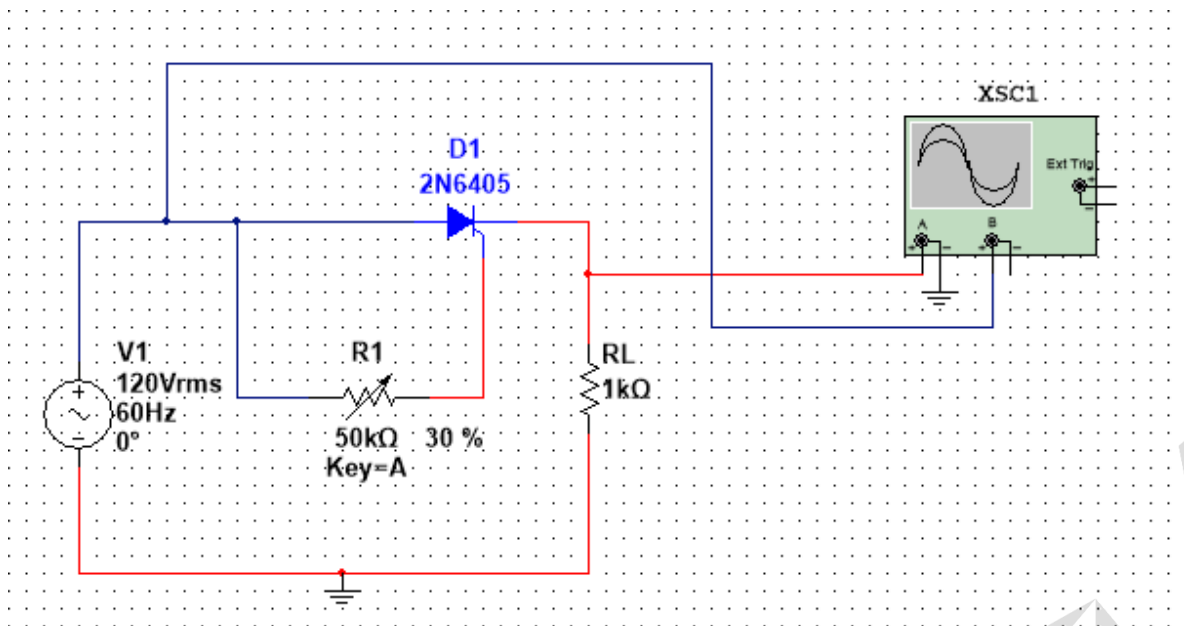 XSC1
Ext Trig
+
-
A
B
+
-
+
-
D1
2N6405
V1
120Vrms
60Hz
0°
+
-
R1
50kΩ 30 %
Key=A
RL
1kΩ